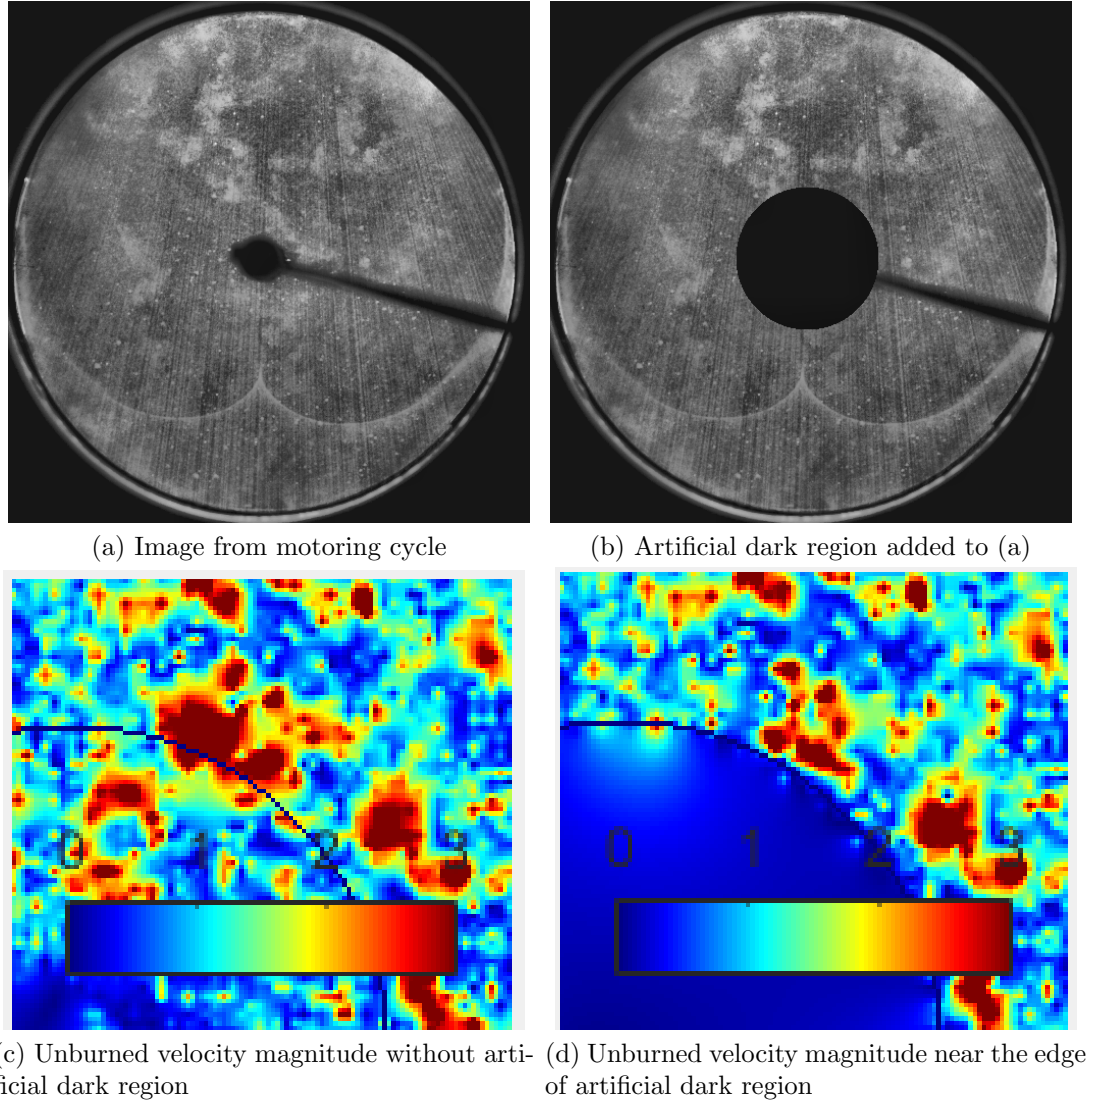 (a) Image from motoring cycle
(b) Artificial dark region added to (a)
0 1 2 3
0 1 2 3
(c) Unburned velocity magnitude without arti-
ficial dark region
(d) Unburned velocity magnitude near the edge
of artificial dark region